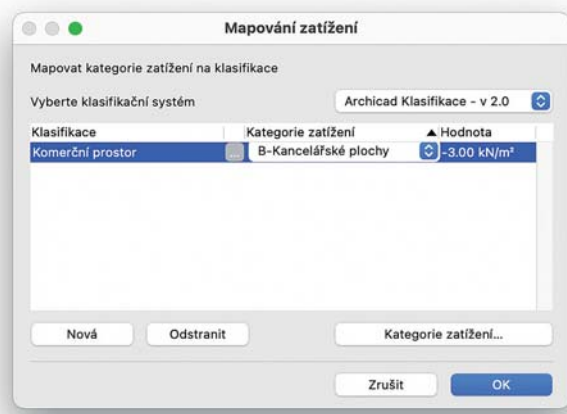 Mapování zatížení
Mapovat kategorie zatížení na klasifikace
Vyberte klasifikační systém Archicad Klasifikace - v 2.0
Klasifikace Kategorie zatížení ▲ Hodnota
Komerční prostor ... B-Kancelářské plochy -3.00 kN/m²
Nová Odstranit Kategorie zatížení...
Zrušit OK